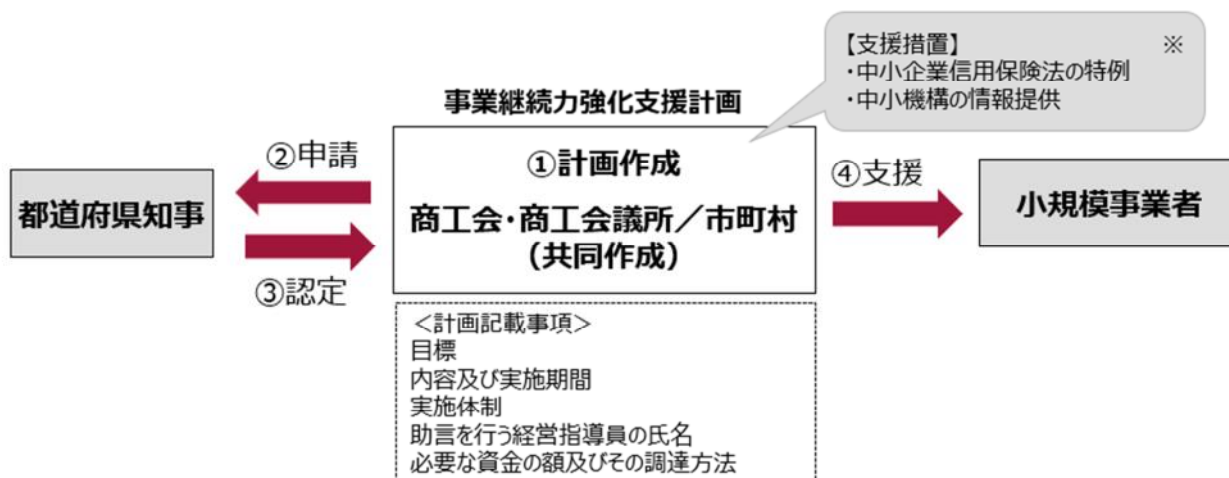 【支援措置】 ※
・中小企業信用保険法の特例
・中小機構の情報提供
事業継続力強化支援計画
②申請
①計画作成
④支援
都道府県知事
商工会・商工会議所／市町村
（共同作成）
小規模事業者
③認定
＜計画記載事項＞
目標
内容及び実施期間
実施体制
助言を行う経営指導員の氏名
必要な資金の額及びその調達方法